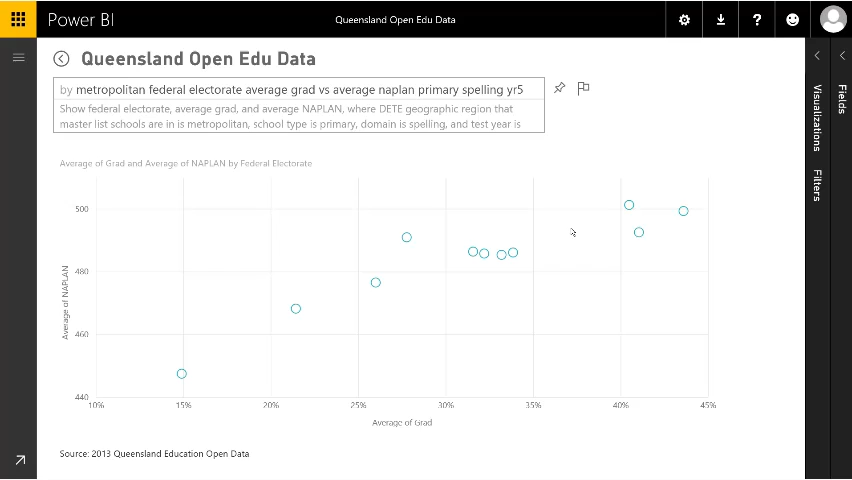 Power BI
Queensland Open Edu Data
?
Queensland Open Edu Data
by metropolitan federal electorate average grad vs average naplan primary spelling yr5
Show federal electorate, average grad, and average NAPLAN, where DETE geographic region that
master list schools are in is metropolitan, school type is primary, domain is spelling, and test year is
Visualizations
Filters
Fields
Average of Grad and Average of NAPLAN by Federal Electorate
500
480
460
440
Average of NAPLAN
10% 15% 20% 25% 30% 35% 40% 45%
Average of Grad
Source: 2013 Queensland Education Open Data